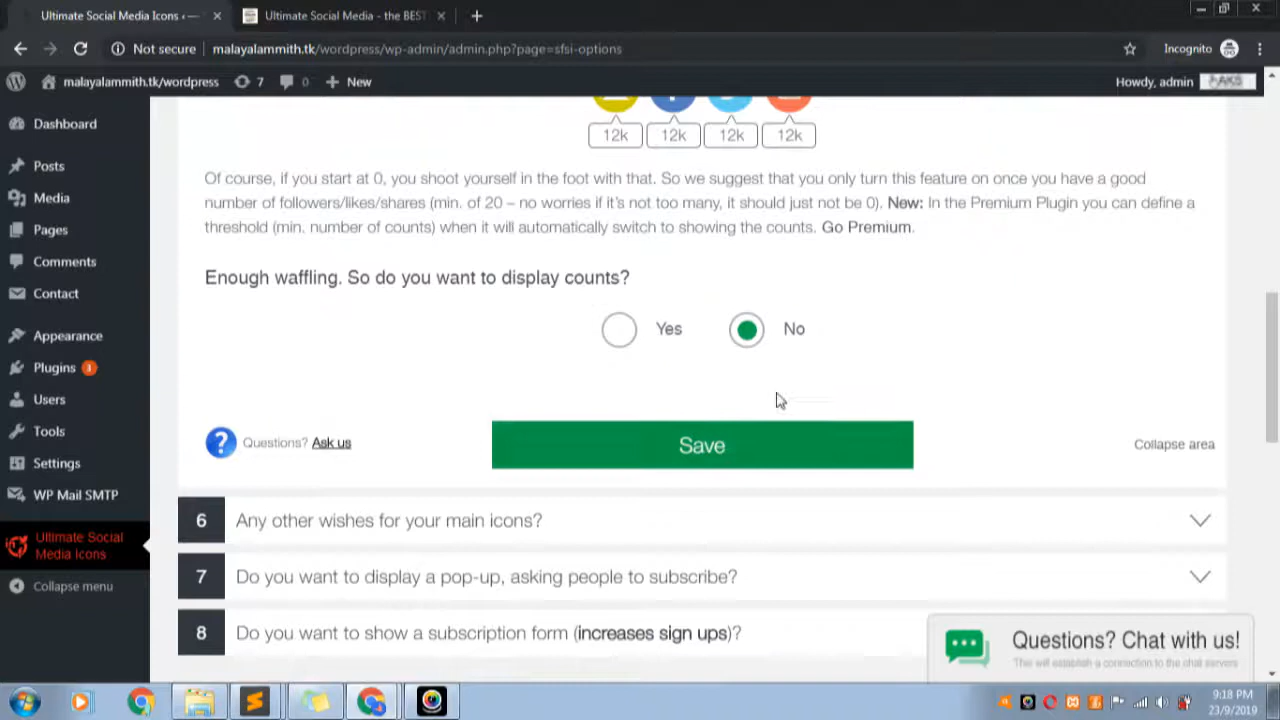 Ultimate Social Media Icons ‹ —
Ultimate Social Media - the BEST
Not secure
malayalammith.tk/wordpress/wp-admin/admin.php?page=sfsi-options
Incognito
malayalammith.tk/wordpress
7
0
New
Howdy, admin
Dashboard
Posts
Media
Pages
Comments
Contact
Appearance
Plugins 3
Users
Tools
Settings
WP Mail SMTP
Ultimate Social
Media Icons
Collapse menu
12k 12k 12k 12k
Of course, if you start at 0, you shoot yourself in the foot with that. So we suggest that you only turn this feature on once you have a good
number of followers/likes/shares (min. of 20 – no worries if it's not too many, it should just not be 0). New: In the Premium Plugin you can define a
threshold (min. number of counts) when it will automatically switch to showing the counts. Go Premium.
Enough waffling. So do you want to display counts?
Yes No
Questions? Ask us
Save
Collapse area
6 Any other wishes for your main icons?
7 Do you want to display a pop-up, asking people to subscribe?
8 Do you want to show a subscription form (increases sign ups)?
Questions? Chat with us!
This will establish a connection to the chat servers
9:18 PM
23/9/2019